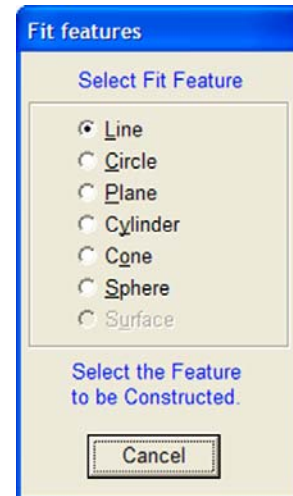 Fit features
Select Fit Feature
Line
Circle
Plane
Cylinder
Cone
Sphere
Surface
Select the Feature
to be Constructed.
Cancel